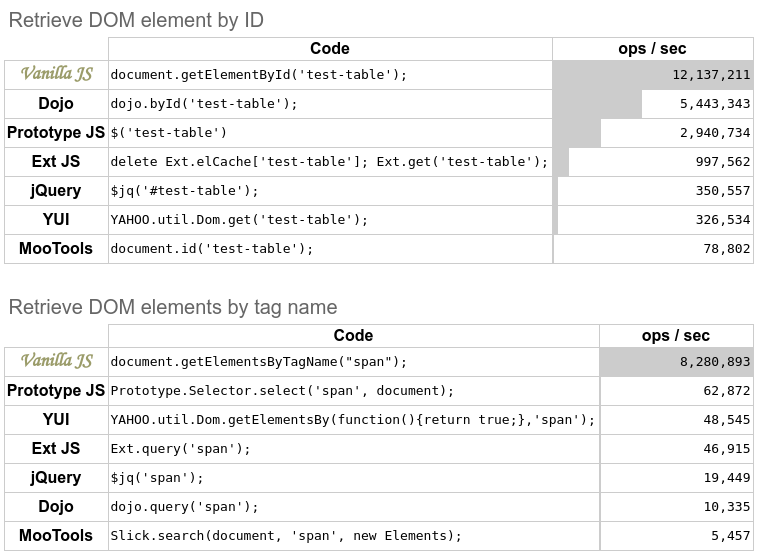 Retrieve DOM element by ID
Code ops / sec
Vanilla JS document.getElementById('test-table'); 12,137,211
Dojo dojo.byId('test-table'); 5,443,343
Prototype JS $('test-table') 2,940,734
Ext JS delete Ext.elCache['test-table']; Ext.get('test-table'); 997,562
jQuery $jq('#test-table'); 350,557
YUI YAHOO.util.Dom.get('test-table'); 326,534
MooTools document.id('test-table'); 78,802
Retrieve DOM elements by tag name
Code ops / sec
Vanilla JS document.getElementsByTagName("span"); 8,280,893
Prototype JS Prototype.Selector.select('span', document); 62,872
YUI YAHOO.util.Dom.getElementsBy(function(){return true;},'span'); 48,545
Ext JS Ext.query('span'); 46,915
jQuery $jq('span'); 19,449
Dojo dojo.query('span'); 10,335
MooTools Slick.search(document, 'span', new Elements); 5,457